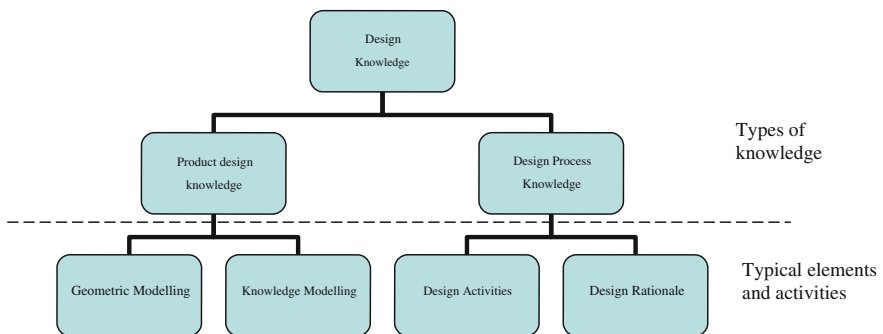 Design
Knowledge
Types of
knowledge
Product design
knowledge
Design Process
Knowledge
Typical elements
and activities
Geometric Modelling
Knowledge Modelling
Design Activities
Design Rationale